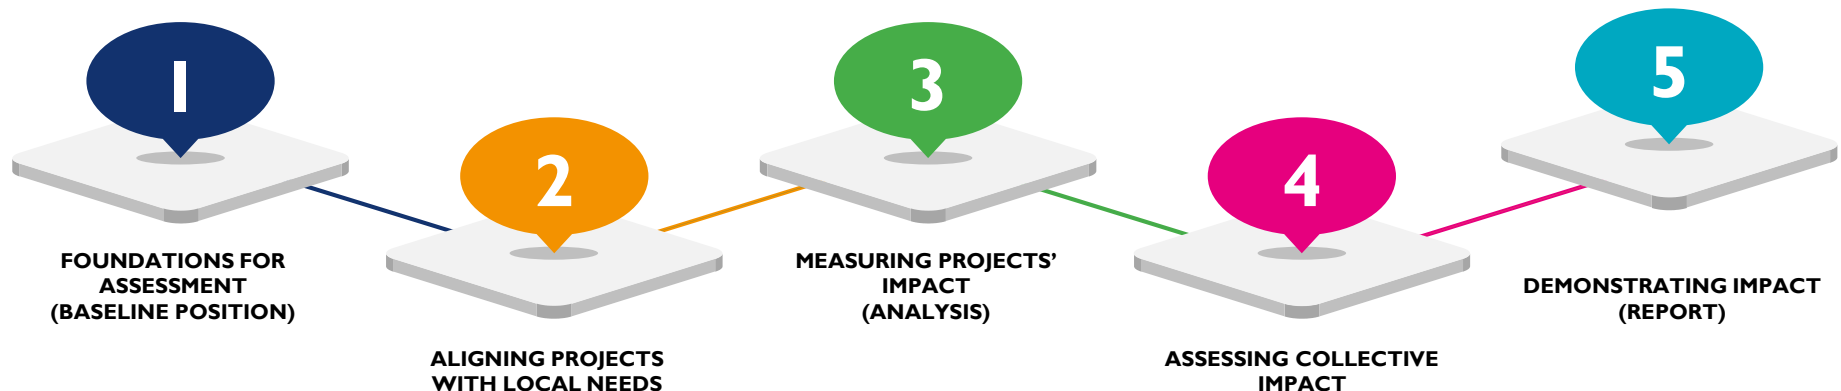 1
FOUNDATIONS FOR
ASSESSMENT
(BASELINE POSITION)
2
ALIGNING PROJECTS
WITH LOCAL NEEDS
3
MEASURING PROJECTS’
IMPACT
(ANALYSIS)
4
ASSESSING COLLECTIVE
IMPACT
5
DEMONSTRATING IMPACT
(REPORT)